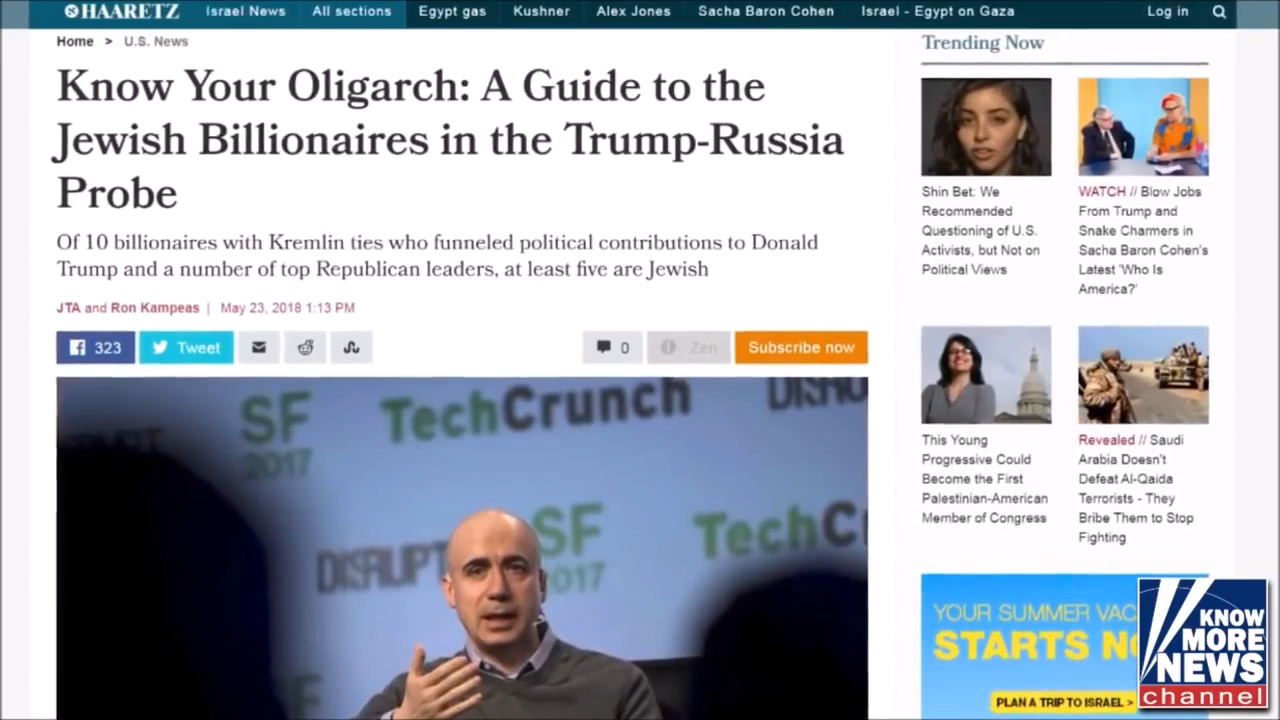 HAARETZ
Israel News
All sections
Egypt gas
Kushner
Alex Jones
Sacha Baron Cohen
Israel - Egypt on Gaza
Log in
Home > U.S. News
Know Your Oligarch: A Guide to the
Jewish Billionaires in the Trump-Russia
Probe
Of 10 billionaires with Kremlin ties who funneled political contributions to Donald
Trump and a number of top Republican leaders, at least five are Jewish
JTA and Ron Kampeas | May 23, 2018 1:13 PM
323
Tweet
0
Zen
Subscribe now
SF
2017
TechCrunch
DISRU
DISRUPT
SF
2017
TechC
SF
Trending Now
Shin Bet: We
Recommended
Questioning of U.S.
Activists, but Not on
Political Views
WATCH // Blow Jobs
From Trump and
Snake Charmers in
Sacha Baron Cohen's
Latest 'Who Is
America?'
This Young
Progressive Could
Become the First
Palestinian-American
Member of Congress
Revealed // Saudi
Arabia Doesn't
Defeat Al-Qaida
Terrorists - They
Bribe Them to Stop
Fighting
YOUR SUMMER VAC
STARTS N
PLAN A TRIP TO ISRAEL >
KNOW
MORE
NEWS
channel